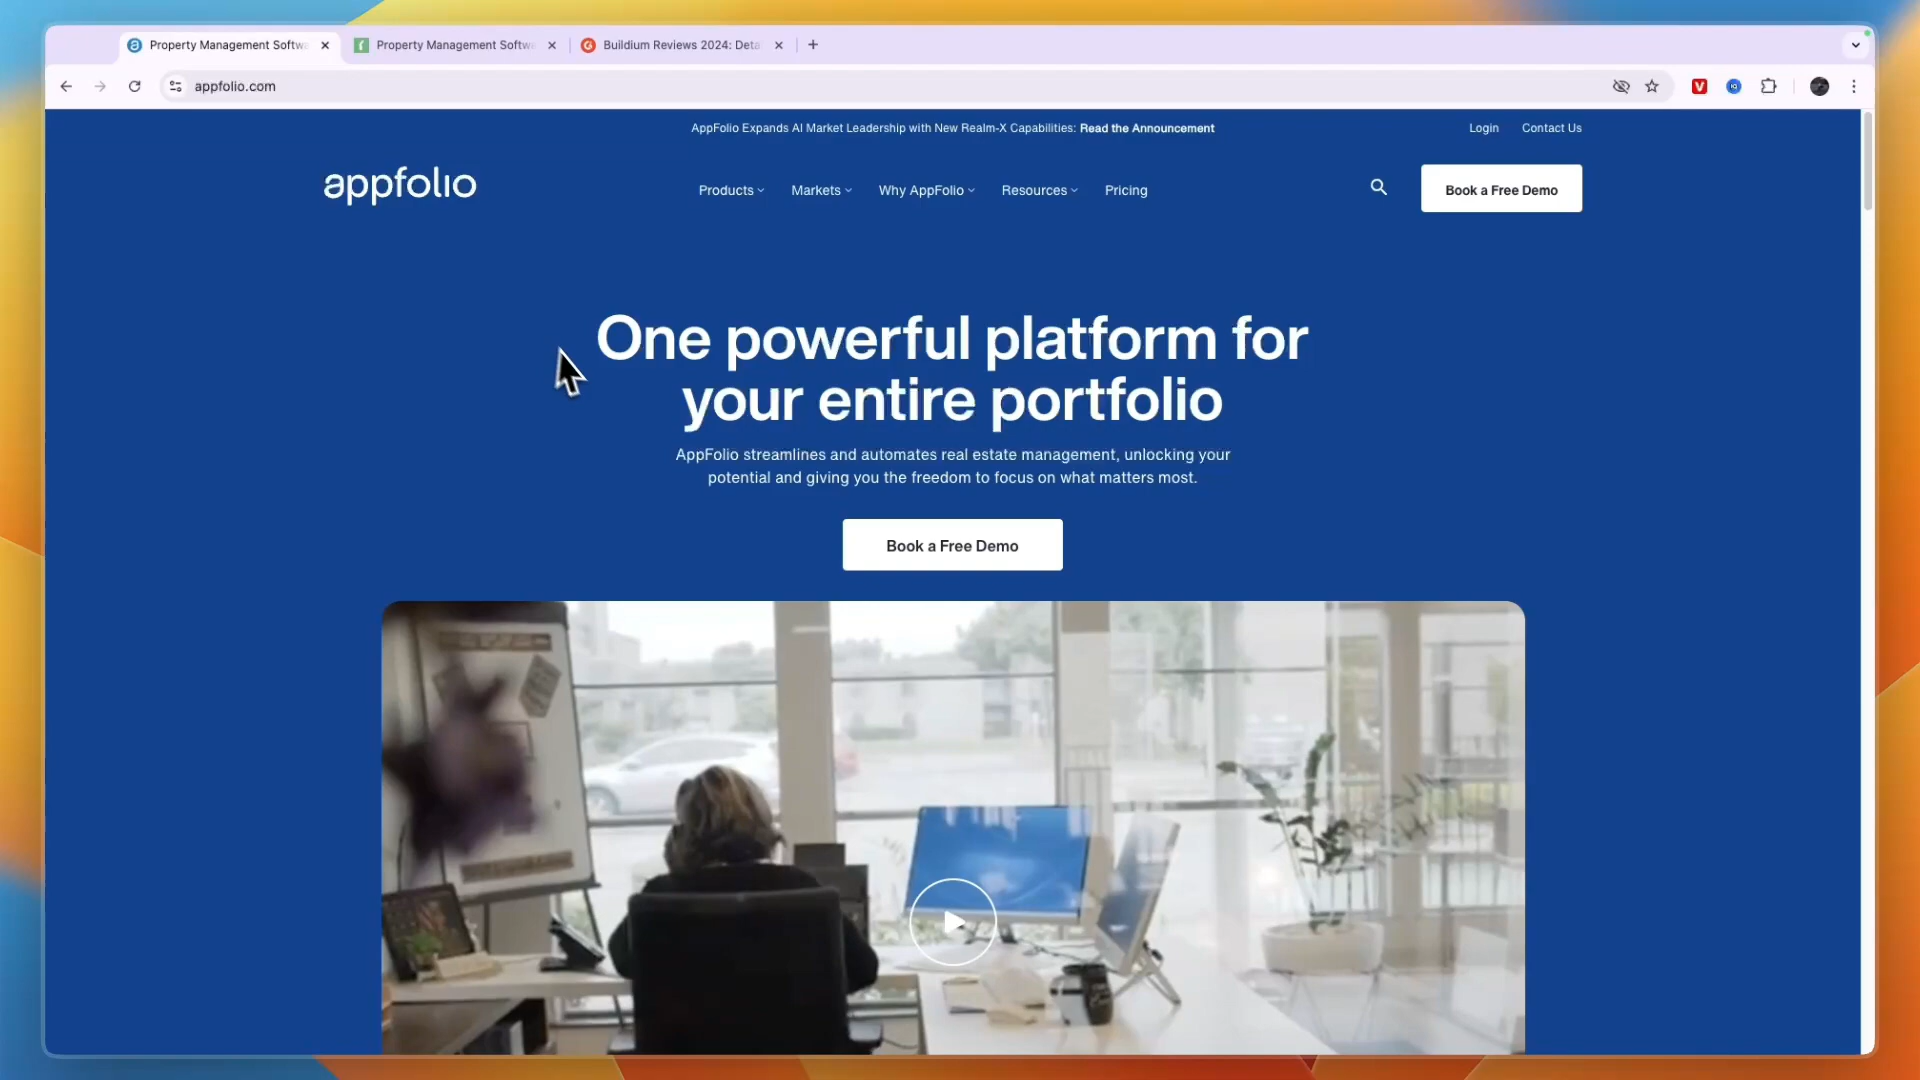 Property Management Softwa
Property Management Softwe
Buildium Reviews 2024: Deta
appfolio.com
AppFolio Expands AI Market Leadership with New Realm-X Capabilities: Read the Announcement
Login
Contact Us
appfolio
Products
Markets
Why AppFolio
Resources
Pricing
Book a Free Demo
One powerful platform for
your entire portfolio
AppFolio streamlines and automates real estate management, unlocking your
potential and giving you the freedom to focus on what matters most.
Book a Free Demo